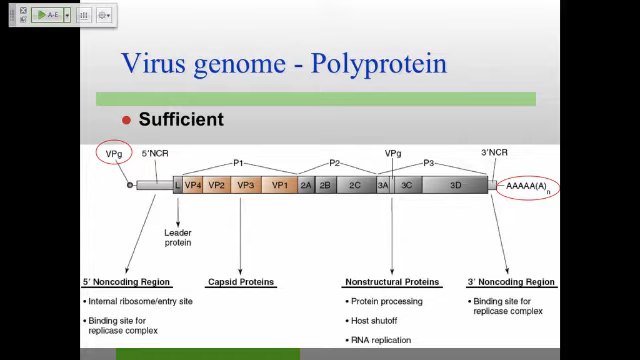 A-E
Virus genome - Polyprotein
• Sufficient
VPg 5'NCR P1 P2 VPg P3 3'NCR
L VP4 VP2 VP3 VP1 2A 2B 2C 3A 3C 3D AAAAA(A)n
Leader
protein
5' Noncoding Region Capsid Proteins Nonstructural Proteins 3' Noncoding Region
• Internal ribosome/entry site • Protein processing • Binding site for
replicase complex
• Binding site for
replicase complex
• Host shutoff
• RNA replication